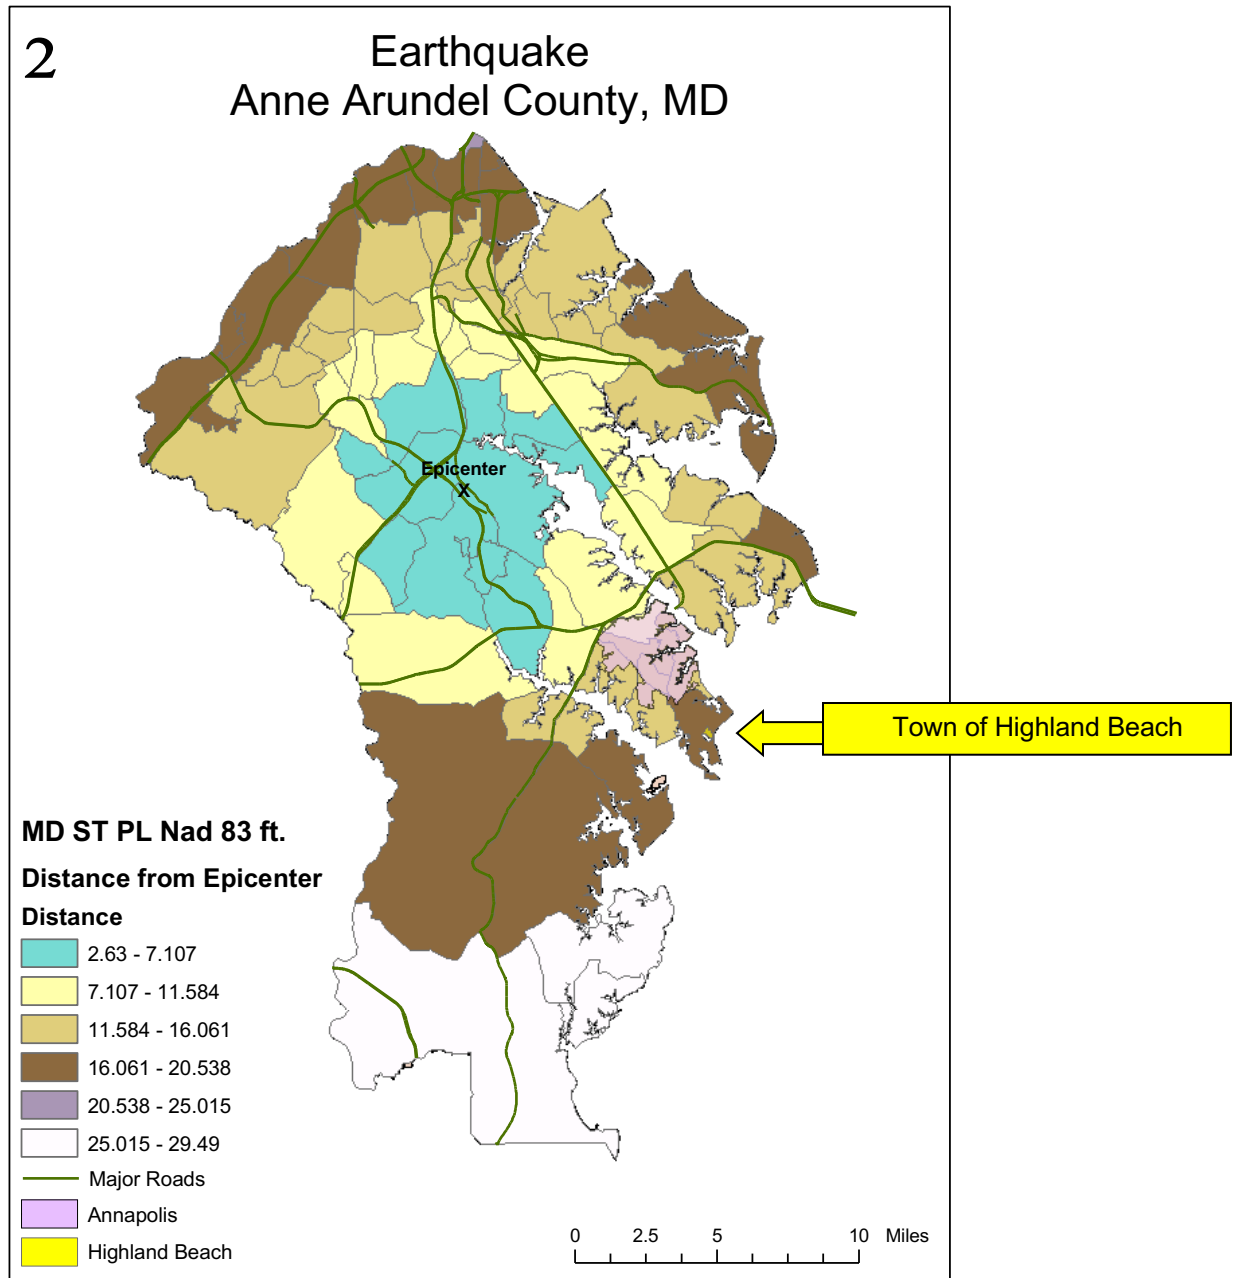 2
Earthquake
Anne Arundel County, MD
Epicenter
X
Town of Highland Beach
MD ST PL Nad 83 ft.
Distance from Epicenter
Distance
2.63 - 7.107
7.107 - 11.584
11.584 - 16.061
16.061 - 20.538
20.538 - 25.015
25.015 - 29.49
Major Roads
Annapolis
Highland Beach
0 2.5 5 10 Miles